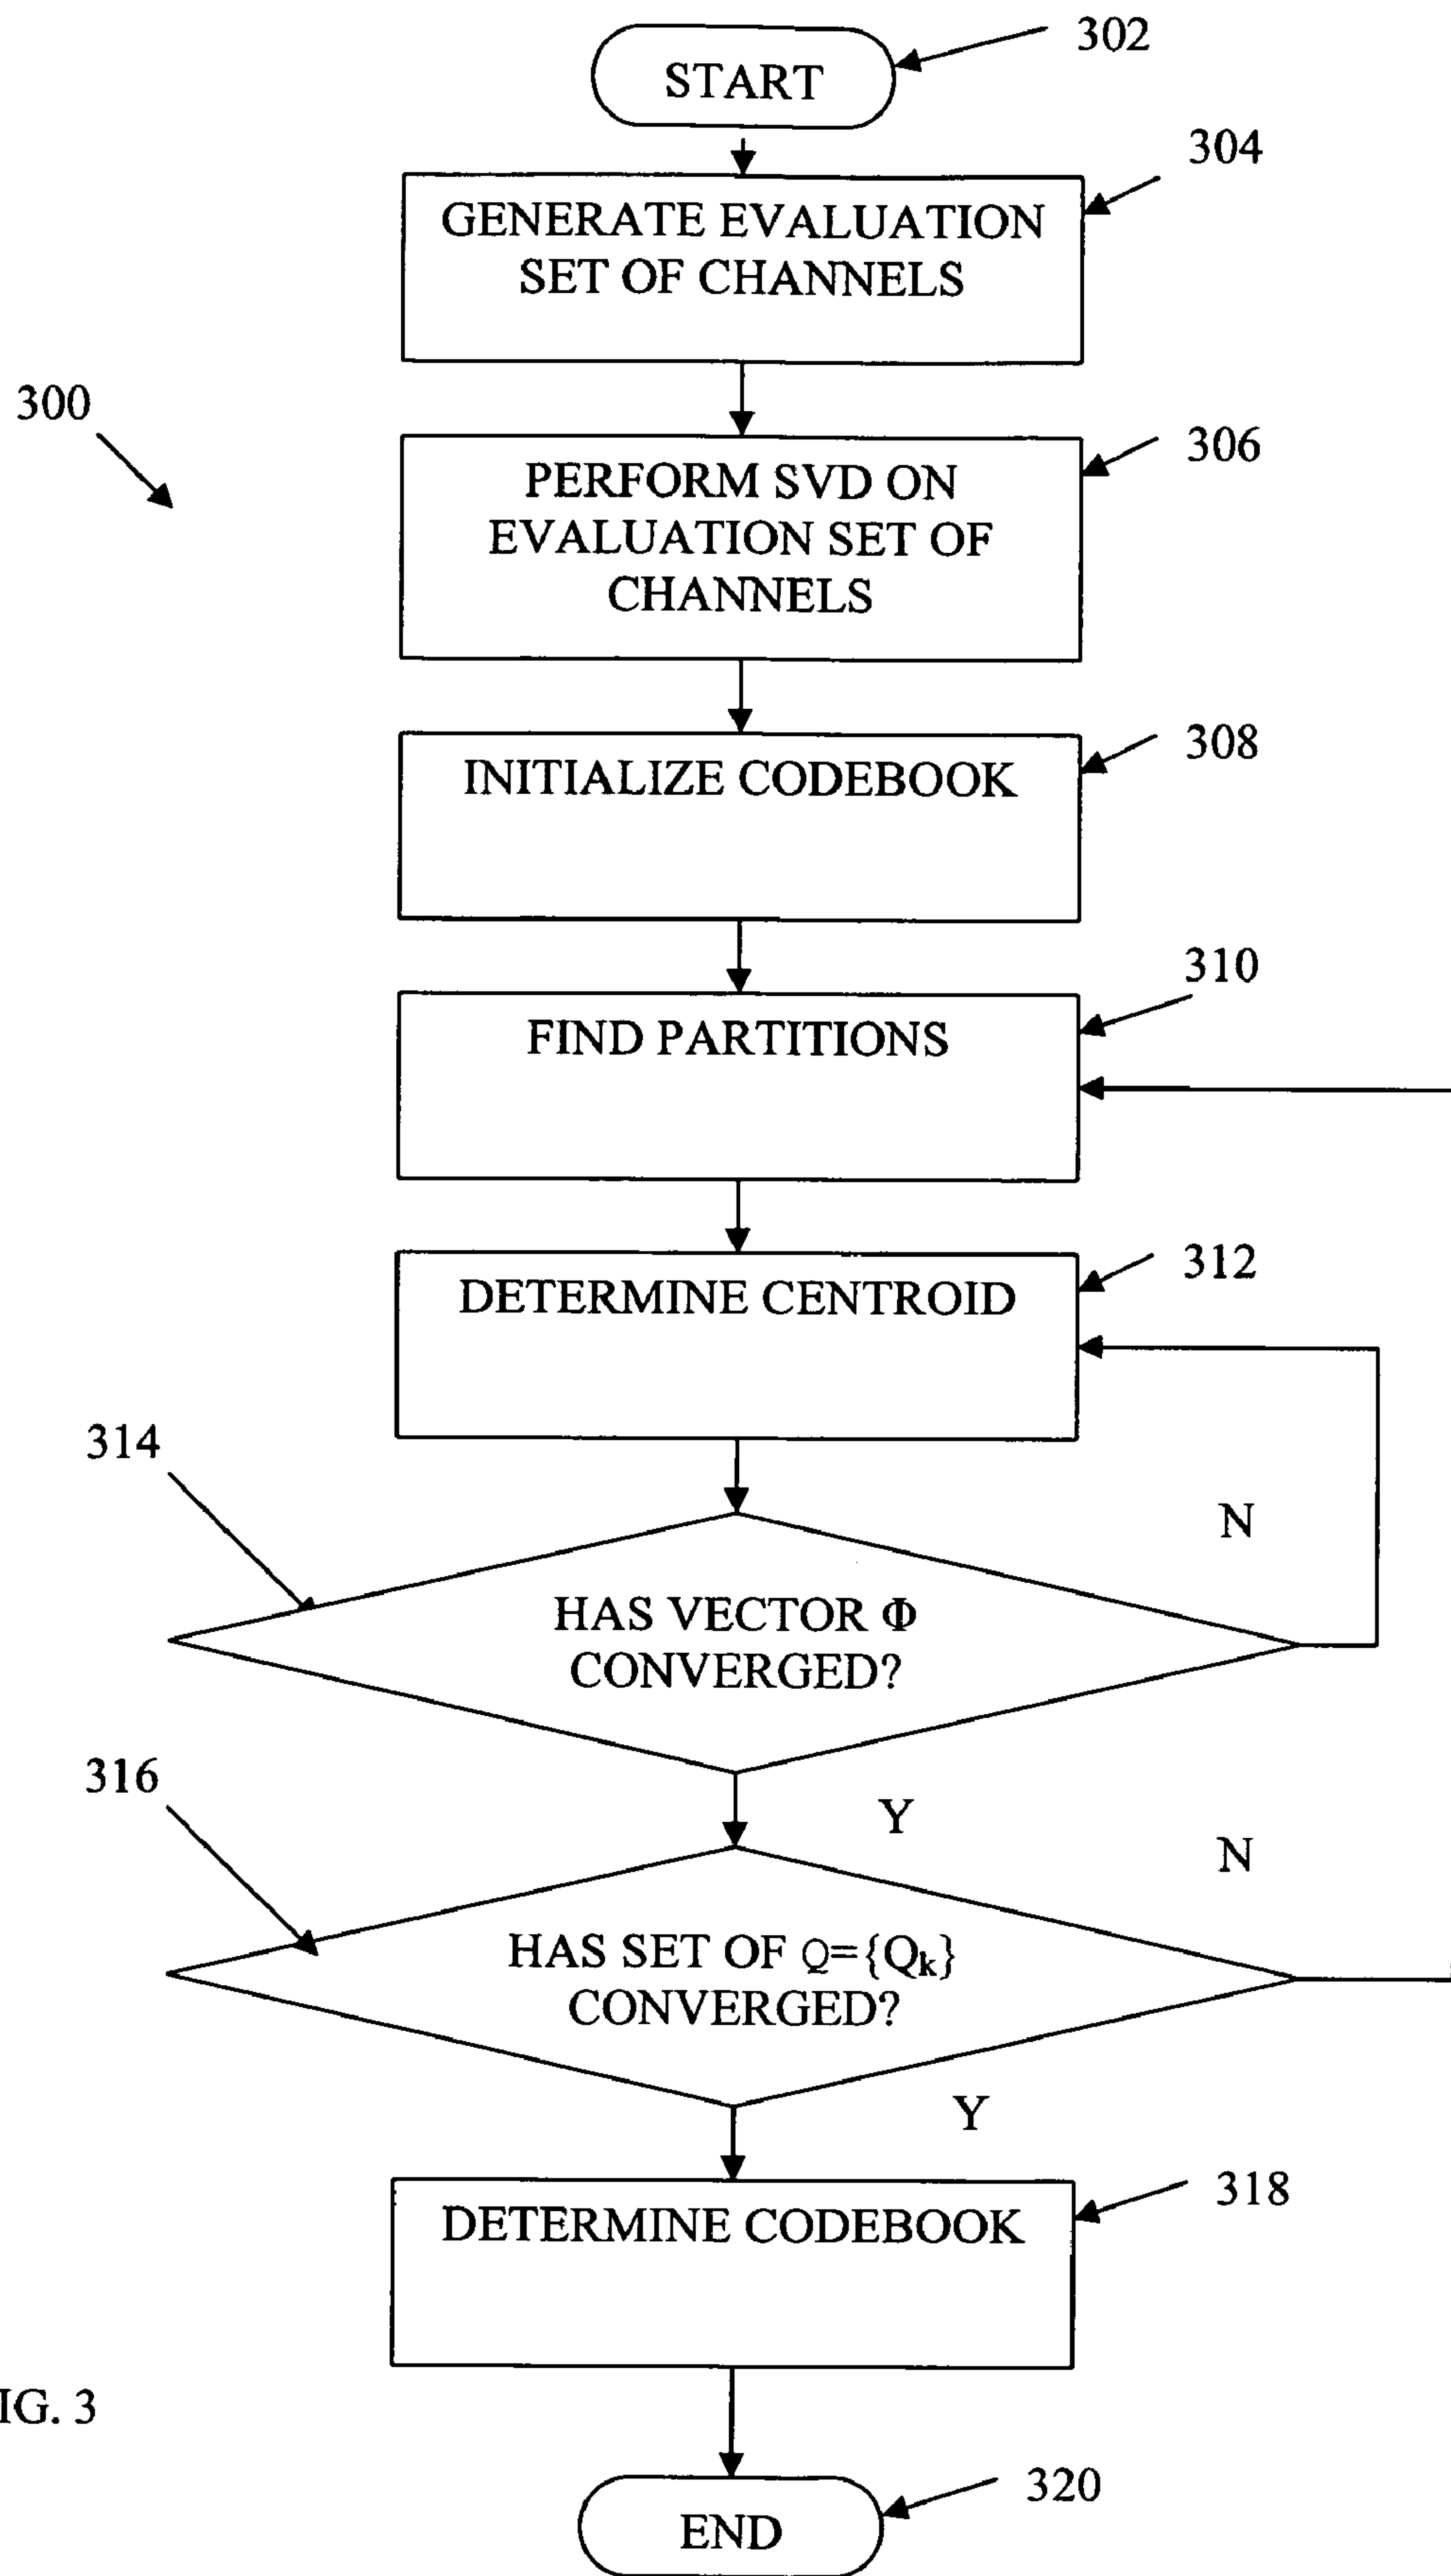 START
302
304
GENERATE EVALUATION
SET OF CHANNELS
300
306
PERFORM SVD ON
EVALUATION SET OF
CHANNELS
308
INITIALIZE CODEBOOK
310
FIND PARTITIONS
312
DETERMINE CENTROID
314
N
HAS VECTOR Φ
CONVERGED?
316
Y
N
HAS SET OF Q={Qk}
CONVERGED?
Y
318
DETERMINE CODEBOOK
IG. 3
320
END